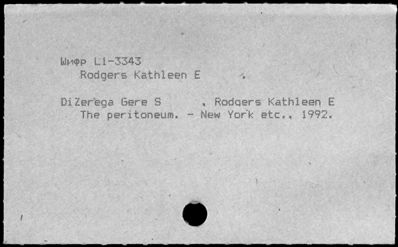 Шифр L1-3343
Rodgers Kathleen E
DiZerega Gere S , Rodgers Kathleen E
The peritoneum. - New York etc., 1992.